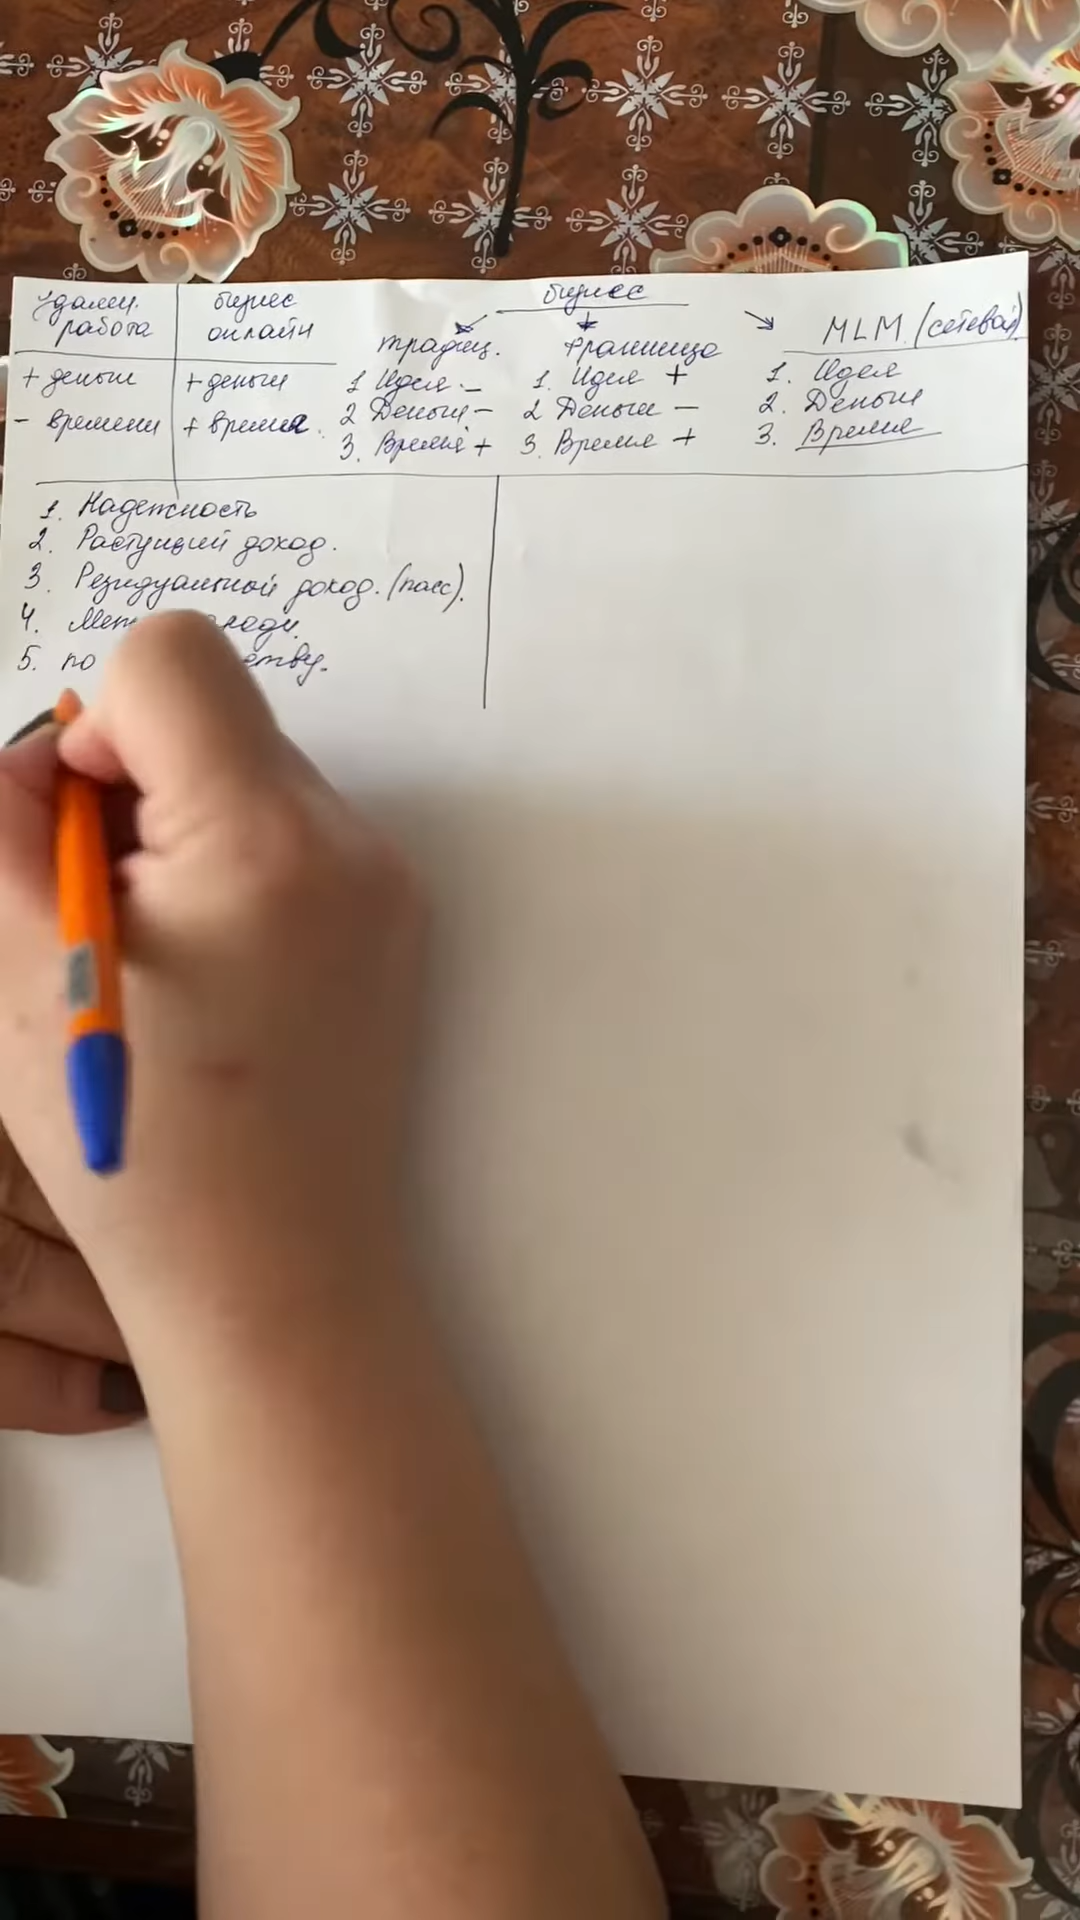 Удален. работа
бизнес онлайн
бизнес
традиц.
Франшиза
MLM (сетевой)
+ деньги
- времени
+ деньги
+ время.
1 Идея -
2 Деньги -
3. Время +
1. Идея +
2 Деньги -
3. Время +
1. Идея
2. Деньги
3. Время
1. Надежность
2. Растущий доход.
3. Резидуальный доход. (пасс).
4.
5. по